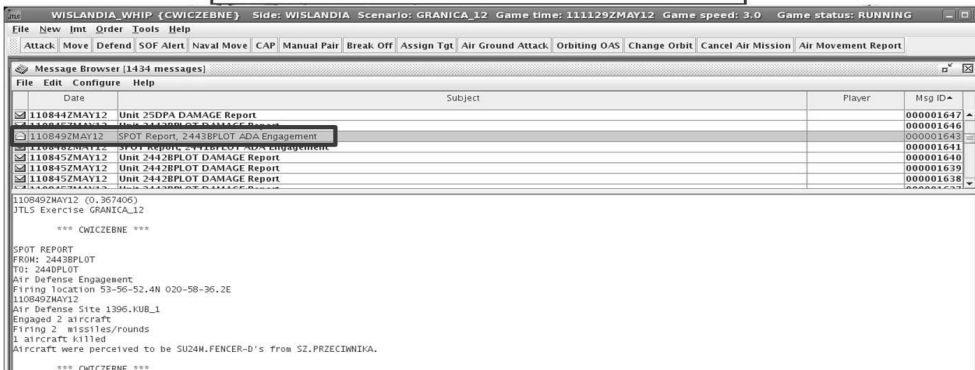 WISLANDIA_WHIP {CWICZEBNE} Side: WISLANDIA Scenario: GRANICA_12 Game time: 111129ZMAY12 Game speed: 3.0 Game status: RUNNING
File New Imt Order Tools Help
Attack Move Defend SOF Alert Naval Move CAP Manual Pair Break Off Assign Tgt Air Ground Attack Orbiting OAS Change Orbit Cancel Air Mission Air Movement Report
Message Browser [1434 messages]
File Edit Configure Help
Date Subject Player Msg ID
110844ZMAY12 Unit 25DPA DAMAGE Report 000001647
000001646
110849ZMAY12 SPOT Report, 2443BPLOT ADA Engagement 000001643
110848ZMAY12 SPOT Report, 2441BPLOT ADA Engagement 000001641
110845ZMAY12 Unit 2442BPLOT DAMAGE Report 000001640
110845ZMAY12 Unit 2442BPLOT DAMAGE Report 000001639
110845ZMAY12 Unit 2442BPLOT DAMAGE Report 000001638
110849ZMAY12 (0.367406)
JTLS Exercise GRANICA_12
*** CWICZEBNE ***
SPOT REPORT
FROM: 2443BPLOT
TO: 244DPLOT
Air Defense Engagement
Firing location 53-56-52.4N 020-58-36.2E
110849ZMAY12
Air Defense Site 1396.KUB_1
Engaged 2 aircraft
Firing 2 missiles/rounds
1 aircraft killed
Aircraft were perceived to be SU24M.FENCER-D's from SZ.PRZECIWNIKA.
*** CWICZEBNE ***